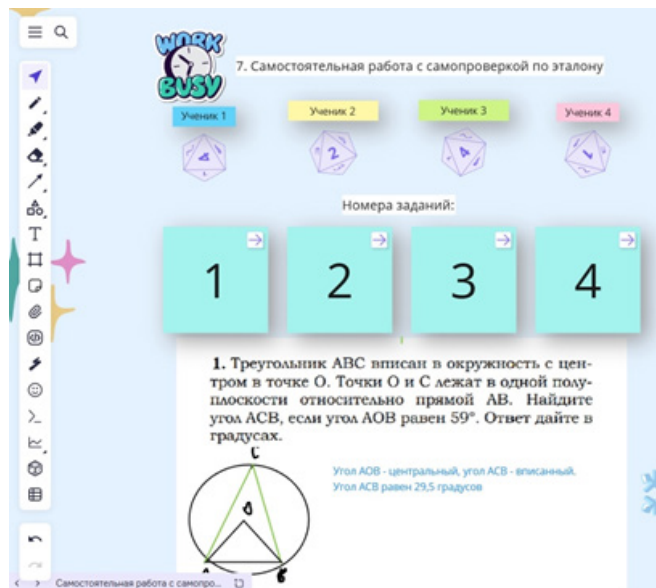 WORK
BUSY
7. Самостоятельная работа с самопроверкой по эталону
Ученик 1
Ученик 2
Ученик 3
Ученик 4
2
4
1
Номера заданий:
1
2
3
4
1. Треугольник ABC вписан в окружность с цен-
тром в точке O. Точки O и C лежат в одной полу-
плоскости относительно прямой AB. Найдите
угол ACB, если угол AOB равен 59°. Ответ дайте в
градусах.
C
Угол AOB - центральный, угол ACB - вписанный.
Угол ACB равен 29,5 градусов
O
A
B
T
Самостоятельная работа с самопро...